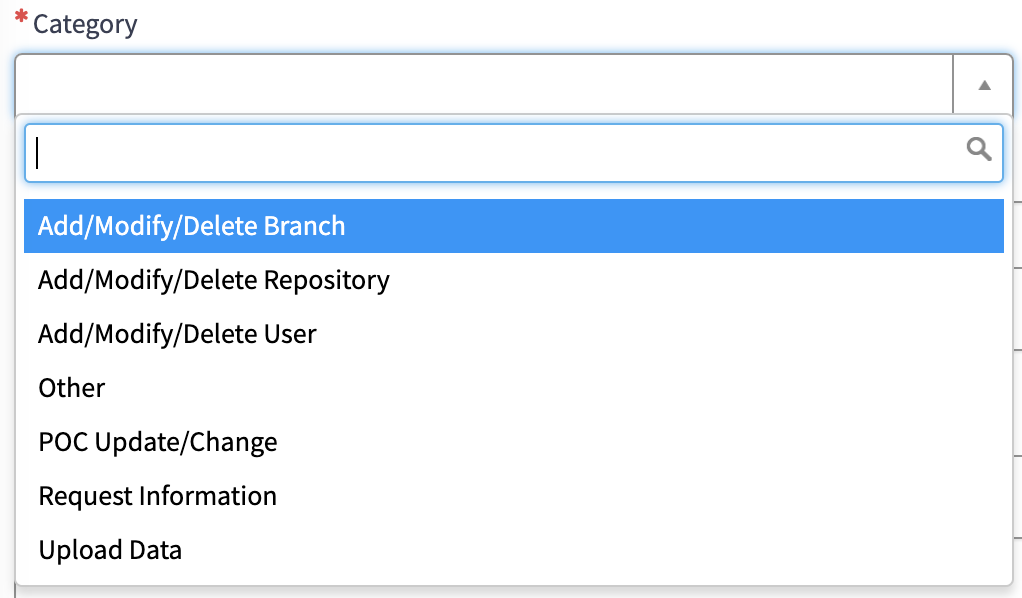 * Category
Add/Modify/Delete Branch
Add/Modify/Delete Repository
Add/Modify/Delete User
Other
POC Update/Change
Request Information
Upload Data